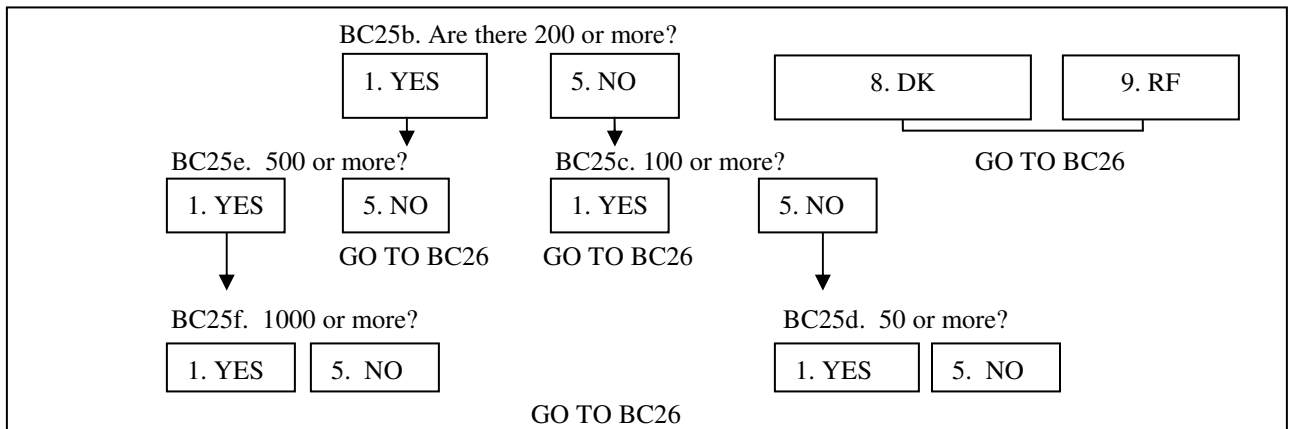 BC25b. Are there 200 or more?
1. YES 5. NO 8. DK 9. RF
BC25e. 500 or more? BC25c. 100 or more? GO TO BC26
1. YES 5. NO 1. YES 5. NO
GO TO BC26 GO TO BC26
BC25f. 1000 or more? BC25d. 50 or more?
1. YES 5. NO 1. YES 5. NO
GO TO BC26